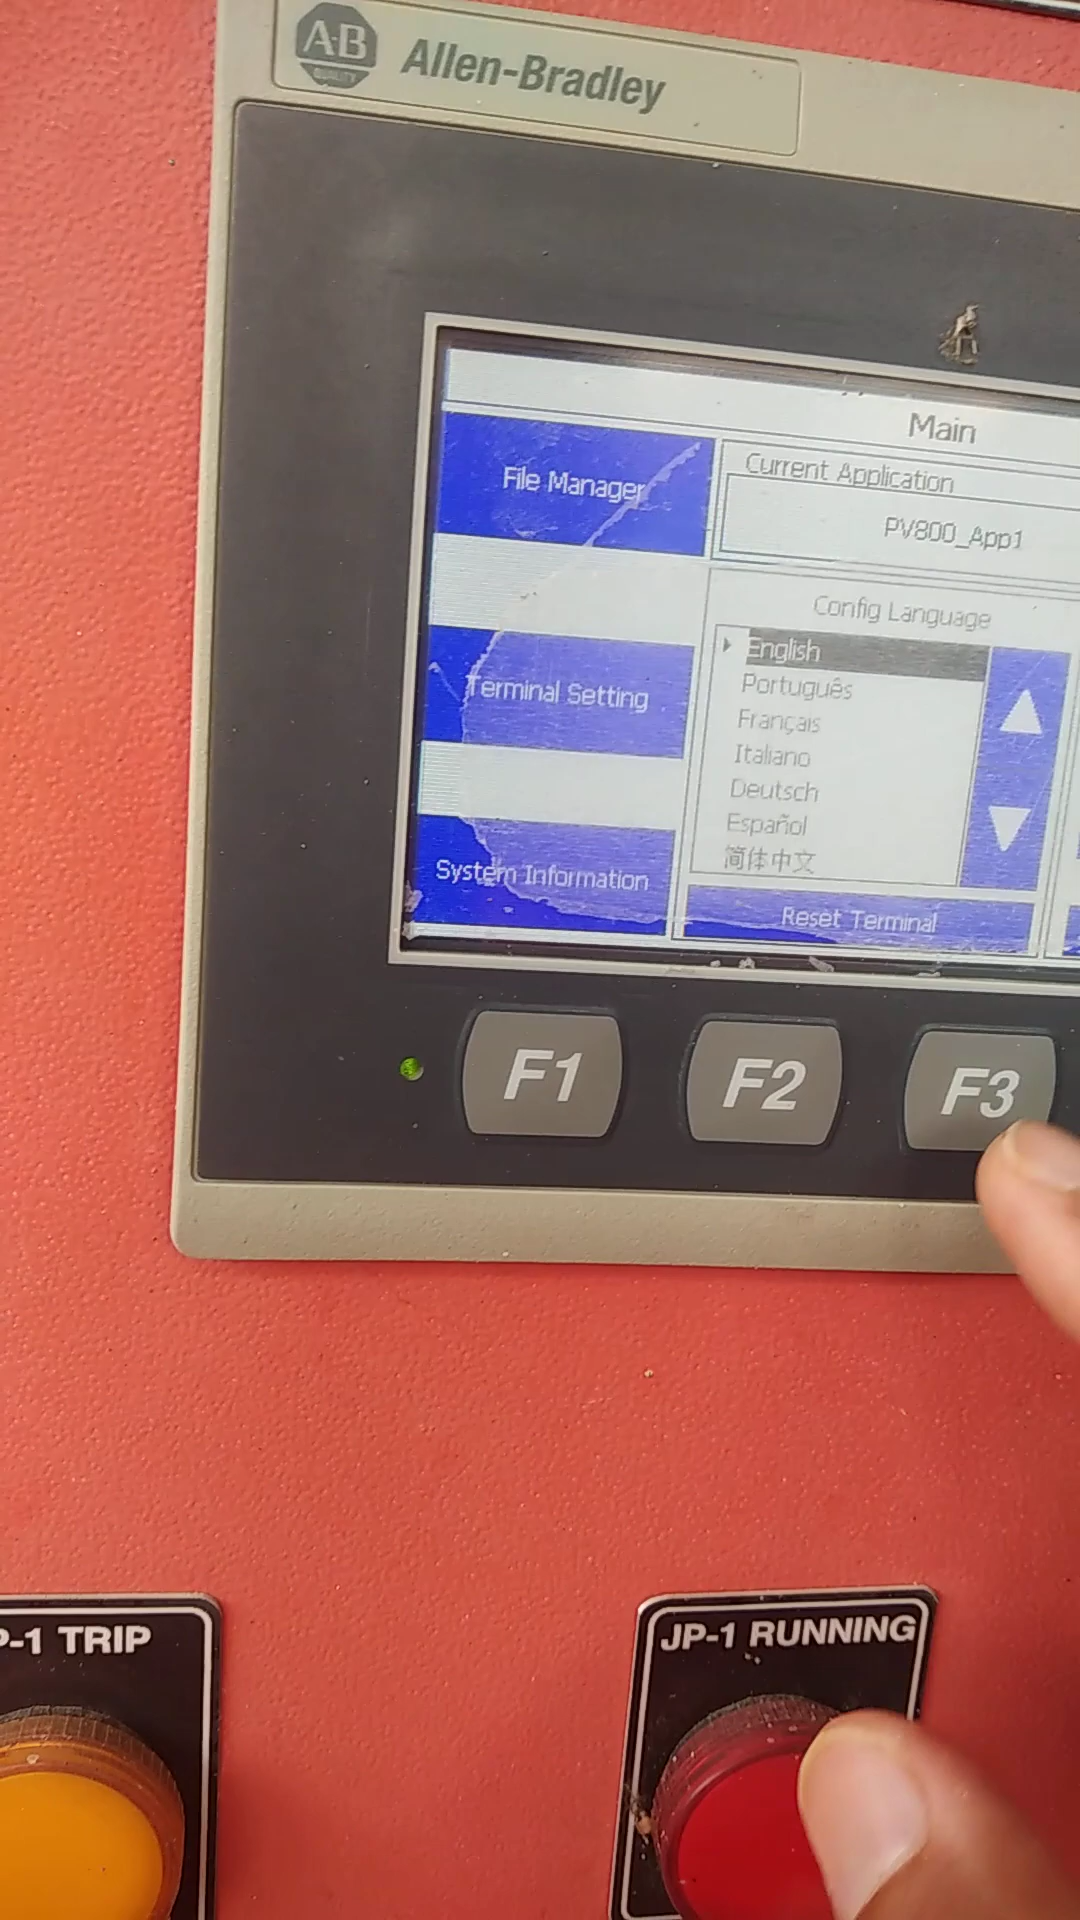 A-B
QUALITY
Allen-Bradley
Main
File Manager
Current Application
PV800_App1
Config Language
English
Terminal Setting
Português
Français
Italiano
Deutsch
Español
简体中文
System Information
Reset Terminal
F1
F2
F3
P-1 TRIP
JP-1 RUNNING